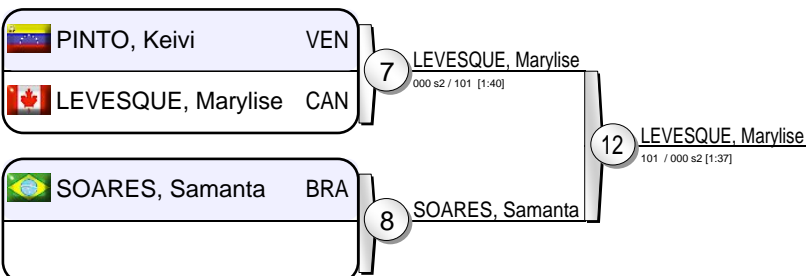 PINTO, Keivi VEN
LEVESQUE, Marylise CAN
7
LEVESQUE, Marylise
000 s2 / 101 [1:40]
SOARES, Samanta BRA
8
SOARES, Samanta
12
LEVESQUE, Marylise
101 / 000 s2 [1:37]